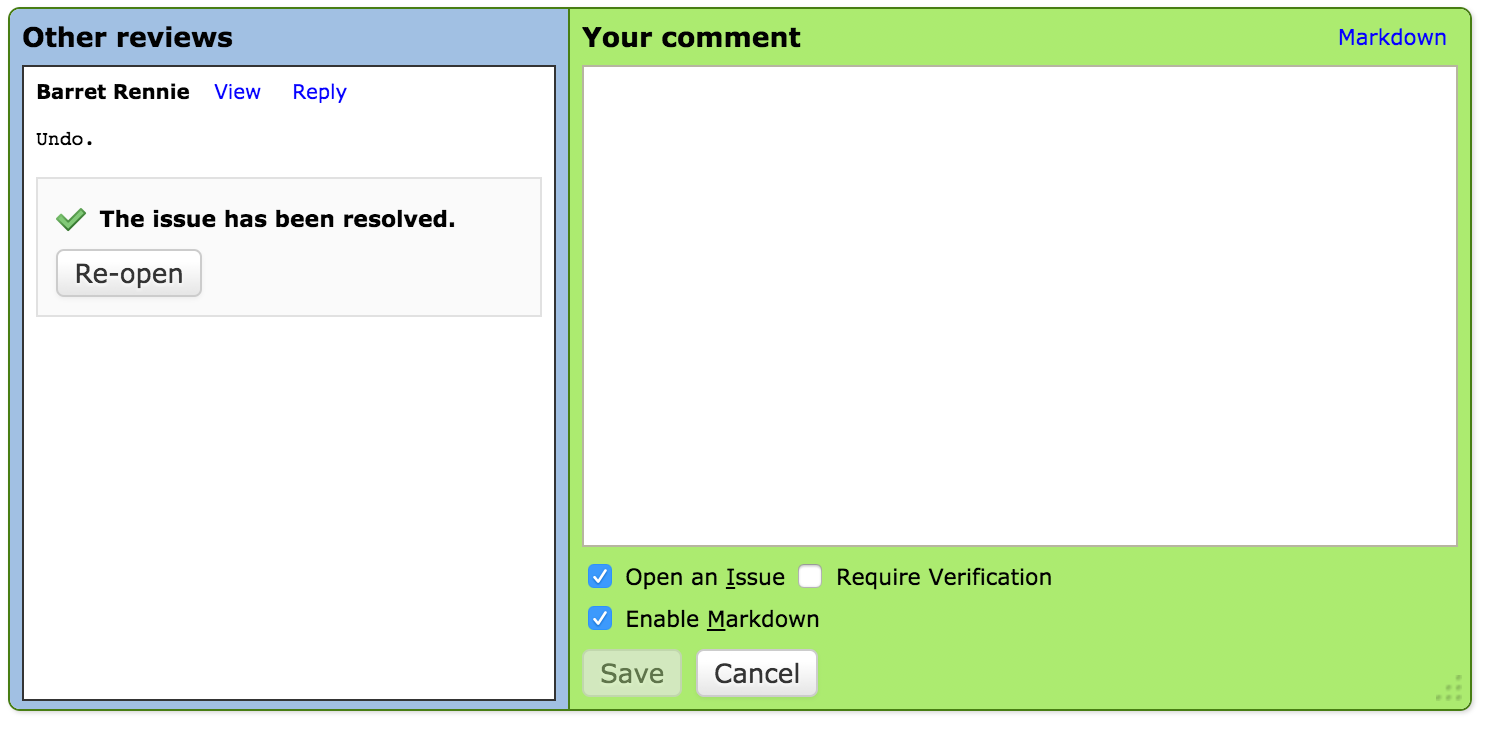 Other reviews
Barret Rennie View Reply
Undo.
The issue has been resolved.
Re-open
Your comment Markdown
Open an Issue Require Verification
Enable Markdown
Save Cancel